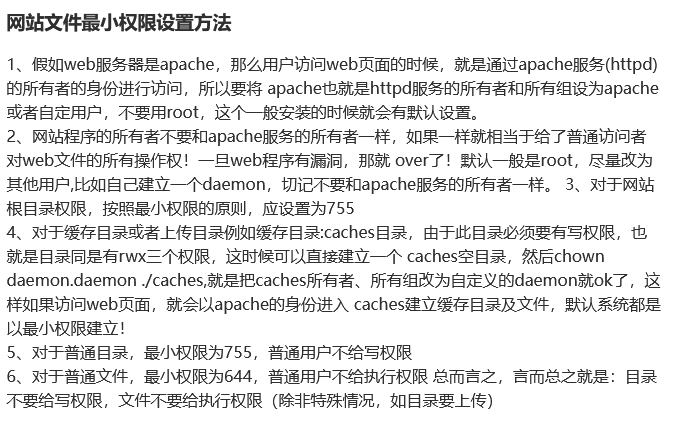 网站文件最小权限设置方法
1、假如web服务器是apache，那么用户访问web页面的时候，就是通过apache服务(httpd)
的所有者的身份进行访问，所以要将 apache也就是httpd服务的所有者和所有组设为apache
或者自定用户，不要用root，这个一般安装的时候就会有默认设置。
2、网站程序的所有者不要和apache服务的所有者一样，如果一样就相当于给了普通访问者
对web文件的所有操作权！一旦web程序有漏洞，那就 over了！默认一般是root，尽量改为
其他用户,比如自己建立一个daemon，切记不要和apache服务的所有者一样。 3、对于网站
根目录权限，按照最小权限的原则，应设置为755
4、对于缓存目录或者上传目录例如缓存目录:caches目录，由于此目录必须要有写权限，也
就是目录同是有rwx三个权限，这时候可以直接建立一个 caches空目录，然后chown
daemon.daemon ./caches,就是把caches所有者、所有组改为自定义的daemon就ok了，这
样如果访问web页面，就会以apache的身份进入 caches建立缓存目录及文件，默认系统都是
以最小权限建立！
5、对于普通目录，最小权限为755，普通用户不给写权限
6、对于普通文件，最小权限为644，普通用户不给执行权限 总而言之，言而总之就是：目录
不要给写权限，文件不要给执行权限（除非特殊情况，如目录要上传）